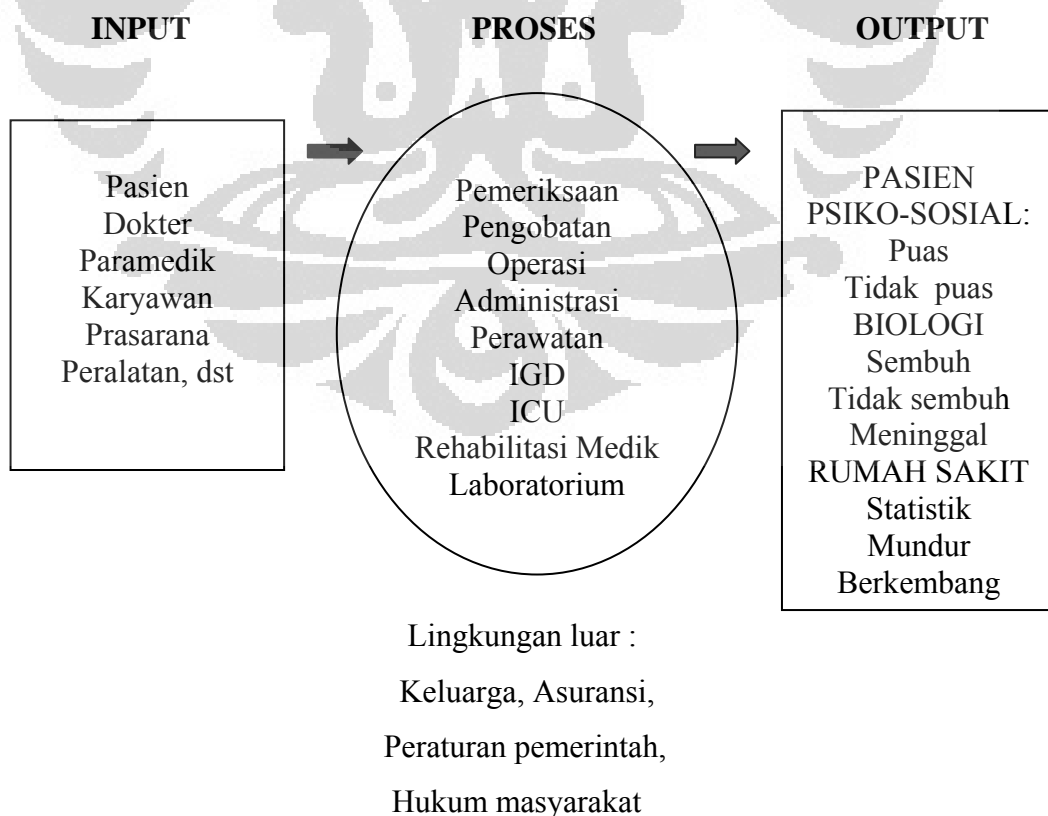 INPUT
PROSES
OUTPUT
Pasien
Dokter
Paramedik
Karyawan
Prasarana
Peralatan, dst
Pemeriksaan
Pengobatan
Operasi
Administrasi
Perawatan
IGD
ICU
Rehabilitasi Medik
Laboratorium
PASIEN
PSIKO-SOSIAL:
Puas
Tidak puas
BIOLOGI
Sembuh
Tidak sembuh
Meninggal
RUMAH SAKIT
Statistik
Mundur
Berkembang
Lingkungan luar :
Keluarga, Asuransi,
Peraturan pemerintah,
Hukum masyarakat